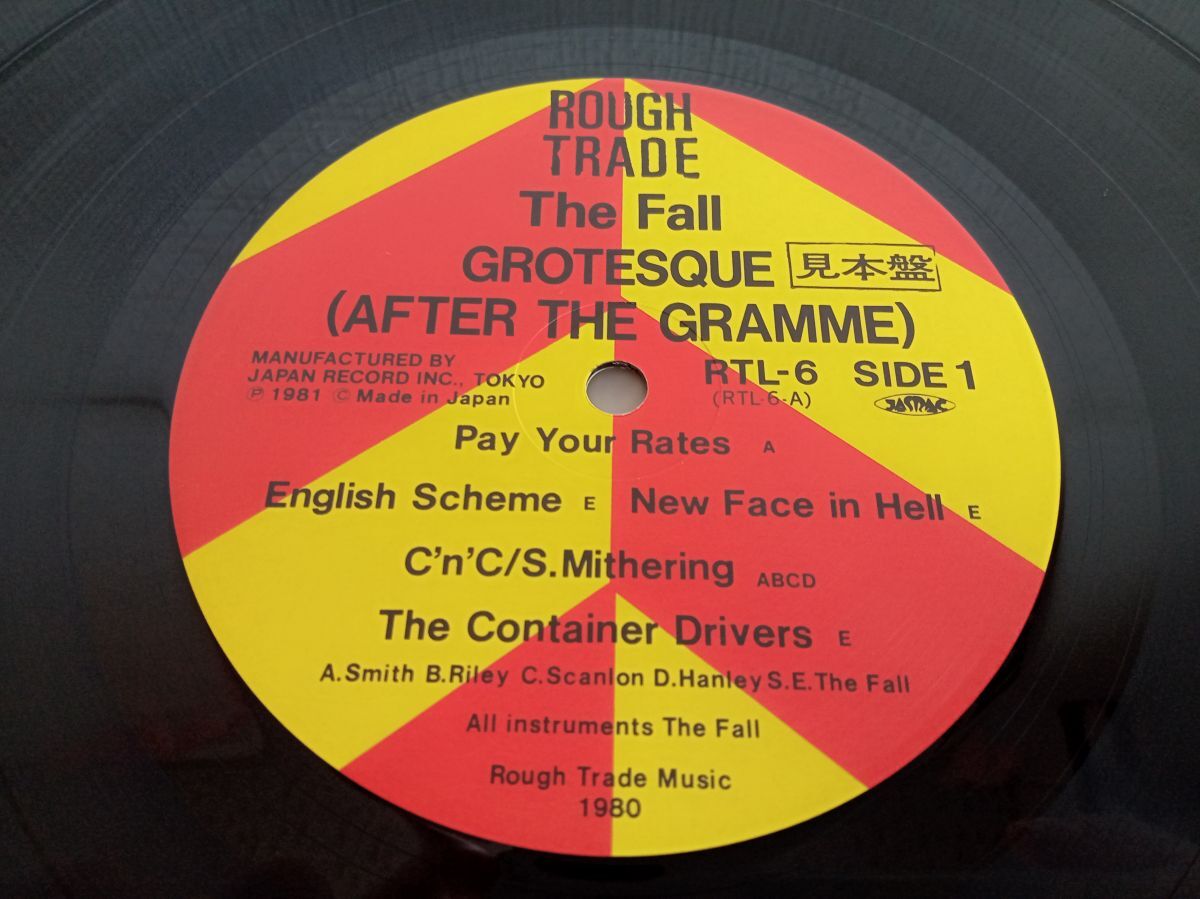 ROUGH
TRADE
The Fall
GROTESQUE 見本盤
(AFTER THE GRAMME)
MANUFACTURED BY
JAPAN RECORD INC., TOKYO
Ⓟ 1981 © Made in Japan
RTL-6 SIDE 1
(RTL-6-A)
JASRAC
Pay Your Rates A
English Scheme E New Face in Hell E
C'n'C/S.Mithering ABCD
The Container Drivers E
A.Smith B.Riley C.Scanlon D.Hanley S.E.The Fall
All instruments The Fall
Rough Trade Music
1980